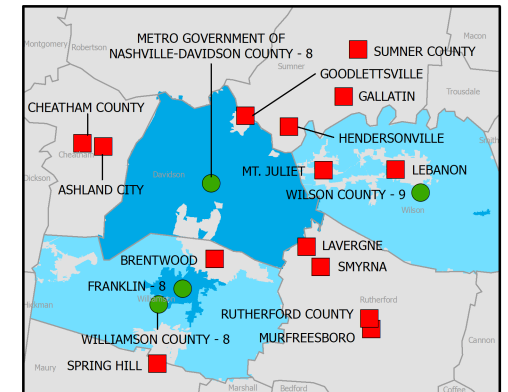 METRO GOVERNMENT OF
NASHVILLE-DAVIDSON COUNTY - 8
Macon
Montgomery
Robertson
SUMNER COUNTY
Sumner
GOODLETTSVILLE
Trousdale
GALLATIN
CHEATHAM COUNTY
HENDERSONVILLE
Smith
Cheatham
MT. JULIET
LEBANON
Dickson
Davidson
ASHLAND CITY
WILSON COUNTY - 9
Wilson
LAVERGNE
BRENTWOOD
SMYRNA
FRANKLIN - 8
Williamson
Rutherford
Hickman
RUTHERFORD COUNTY
WILLIAMSON COUNTY - 8
MURFREESBORO
Cannon
SPRING HILL
Maury
Marshall
Bedford
Coffee